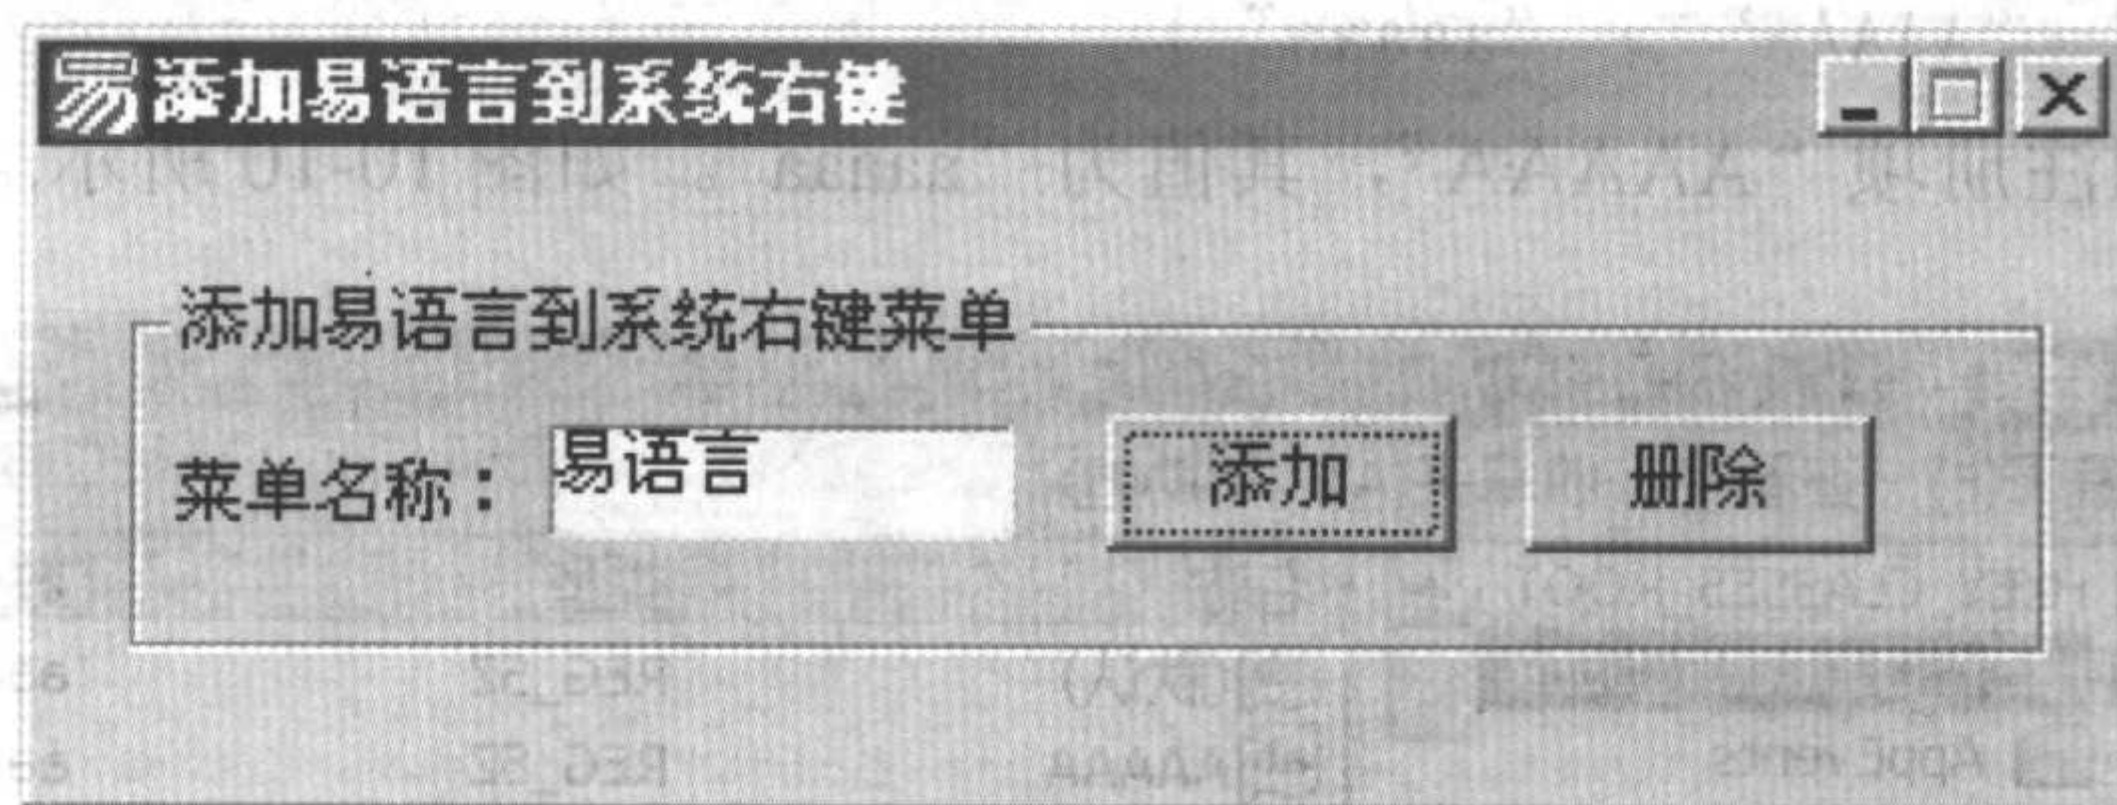 易 添加易语言到系统右键
添加易语言到系统右键菜单
菜单名称： 易语言 添加 删除